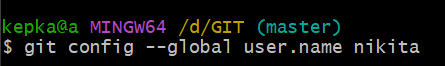 kepka@a MINGW64 /d/GIT (master)
$ git config --global user.name nikita